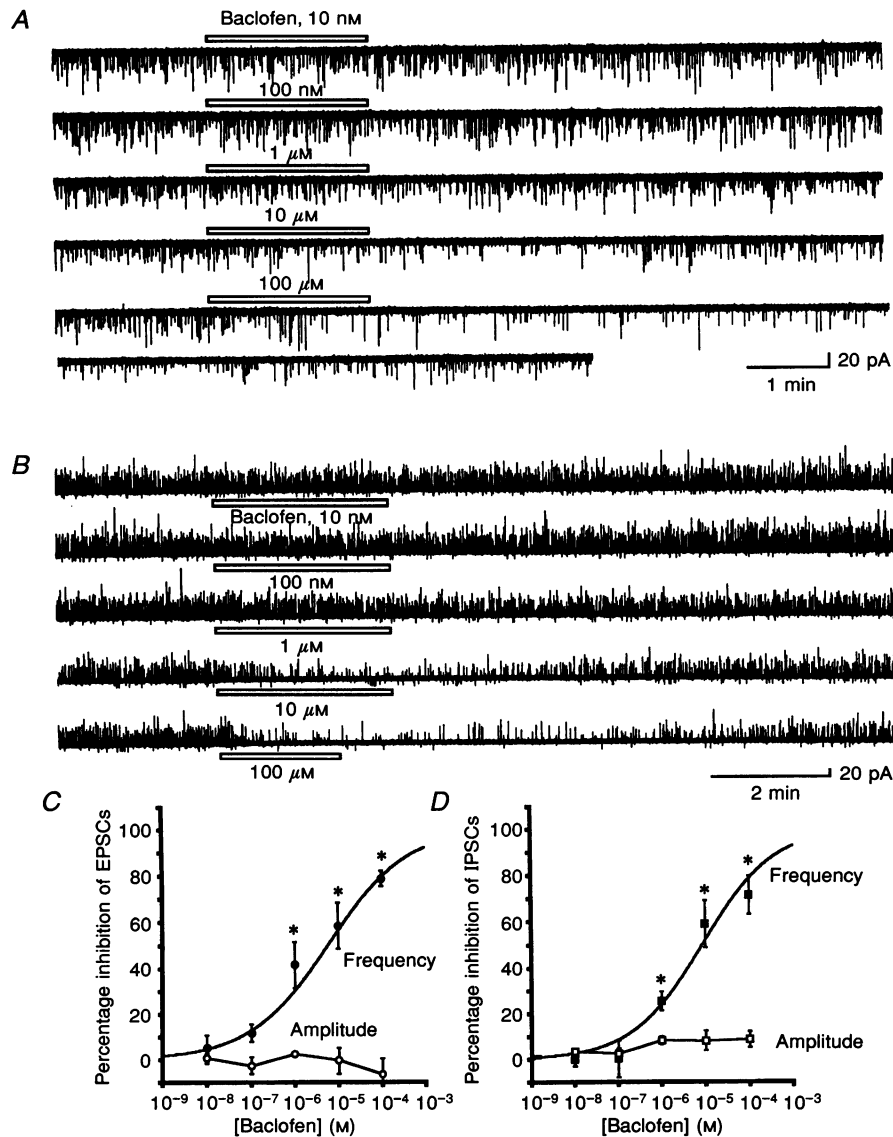 A
Baclofen, 10 nM
100 nM
1 μM
10 μM
100 μM
20 pA
1 min
B
Baclofen, 10 nM
100 nM
1 μM
10 μM
100 μM
20 pA
2 min
C
Percentage inhibition of EPSCs
100
80
60
40
20
0
*
*
*
Frequency
Amplitude
10⁻⁹ 10⁻⁸ 10⁻⁷ 10⁻⁶ 10⁻⁵ 10⁻⁴ 10⁻³
[Baclofen] (M)
D
Percentage inhibition of IPSCs
100
80
60
40
20
0
*
*
*
Frequency
Amplitude
10⁻⁹ 10⁻⁸ 10⁻⁷ 10⁻⁶ 10⁻⁵ 10⁻⁴ 10⁻³
[Baclofen] (M)